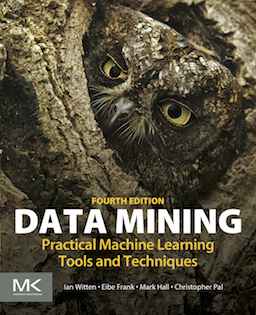 FOURTH EDITION
DATA MINING
Practical Machine Learning
Tools and Techniques
Ian Witten • Eibe Frank • Mark Hall • Christopher Pal
MK